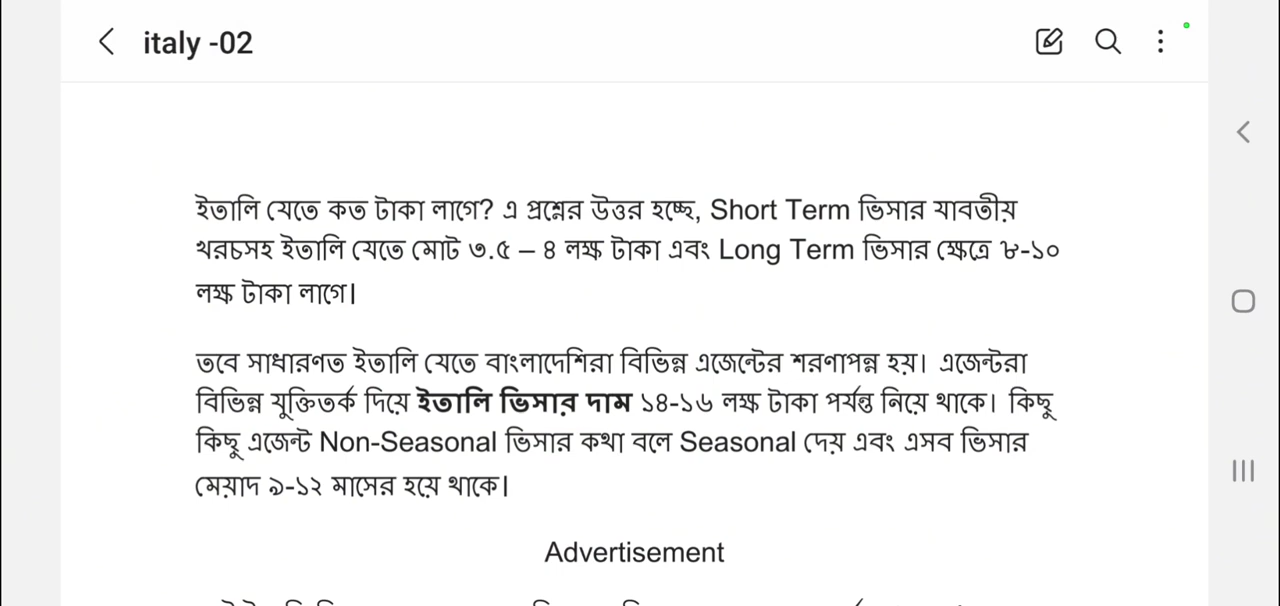 italy -02
ইতালি যেতে কত টাকা লাগে? এ প্রশ্নের উত্তর হচ্ছে, Short Term ভিসার যাবতীয়
খরচসহ ইতালি যেতে মোট ৩.৫ – ৪ লক্ষ টাকা এবং Long Term ভিসার ক্ষেত্রে ৮-১০
লক্ষ টাকা লাগে।
তবে সাধারণত ইতালি যেতে বাংলাদেশিরা বিভিন্ন এজেন্টের শরণাপন্ন হয়। এজেন্টরা
বিভিন্ন যুক্তিতর্ক দিয়ে ইতালি ভিসার দাম ১৪-১৬ লক্ষ টাকা পর্যন্ত নিয়ে থাকে। কিছু
কিছু এজেন্ট Non-Seasonal ভিসার কথা বলে Seasonal দেয় এবং এসব ভিসার
মেয়াদ ৯-১২ মাসের হয়ে থাকে।
Advertisement